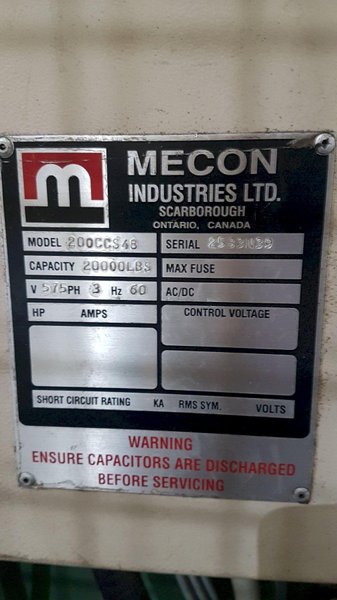 m
MECON
INDUSTRIES LTD.
SCARBOROUGH
ONTARIO, CANADA
MODEL 200CCS48 SERIAL
CAPACITY 20000LBS MAX FUSE
V 575 PH 3 Hz 60 AC/DC
HP AMPS CONTROL VOLTAGE
SHORT CIRCUIT RATING KA RMS SYM. VOLTS
WARNING
ENSURE CAPACITORS ARE DISCHARGED
BEFORE SERVICING